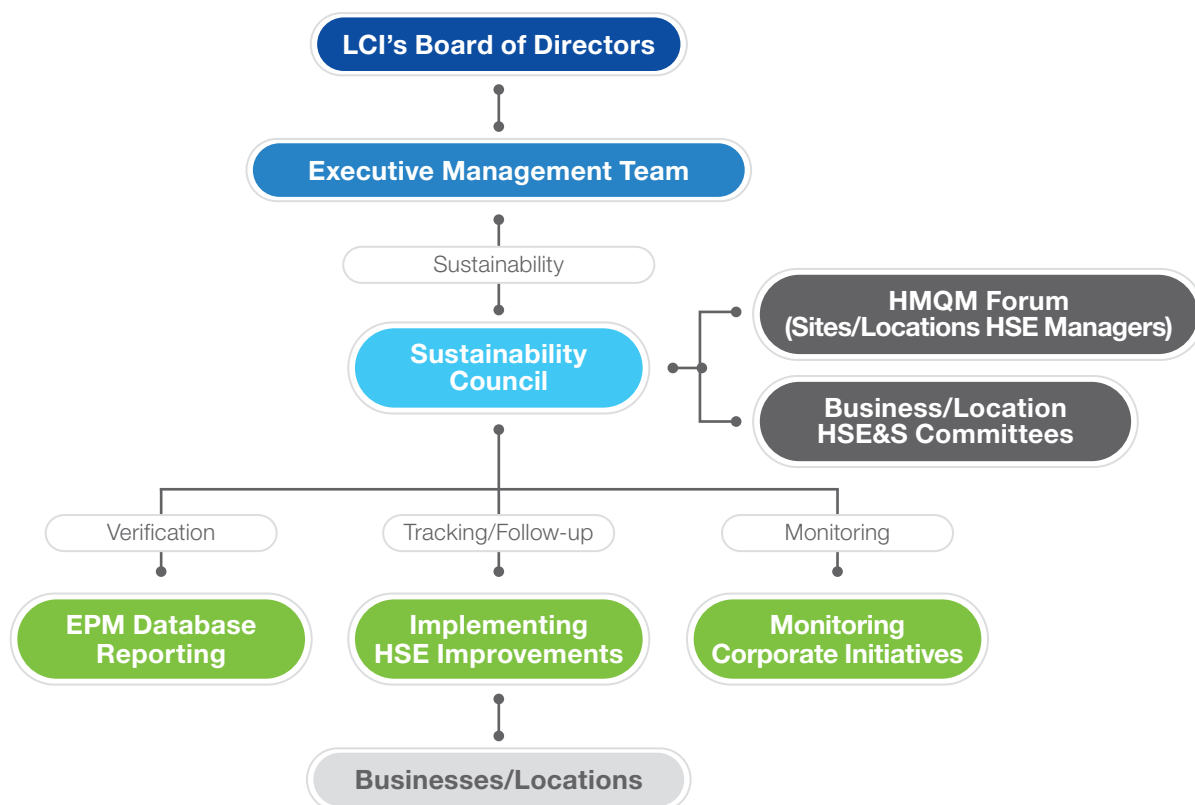 LCI’s Board of Directors
Executive Management Team
Sustainability
HMQM Forum
(Sites/Locations HSE Managers)
Sustainability
Council
Business/Location
HSE&S Committees
Verification
Tracking/Follow-up
Monitoring
EPM Database
Reporting
Implementing
HSE Improvements
Monitoring
Corporate Initiatives
Businesses/Locations